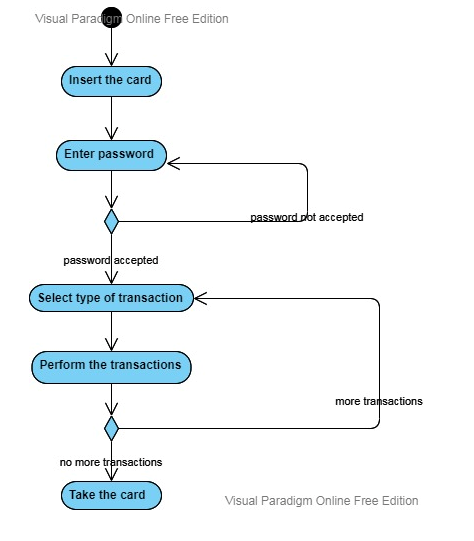 Visual Paradigm Online Free Edition
Insert the card
Enter password
password not accepted
password accepted
Select type of transaction
Perform the transactions
more transactions
no more transactions
Take the card
Visual Paradigm Online Free Edition